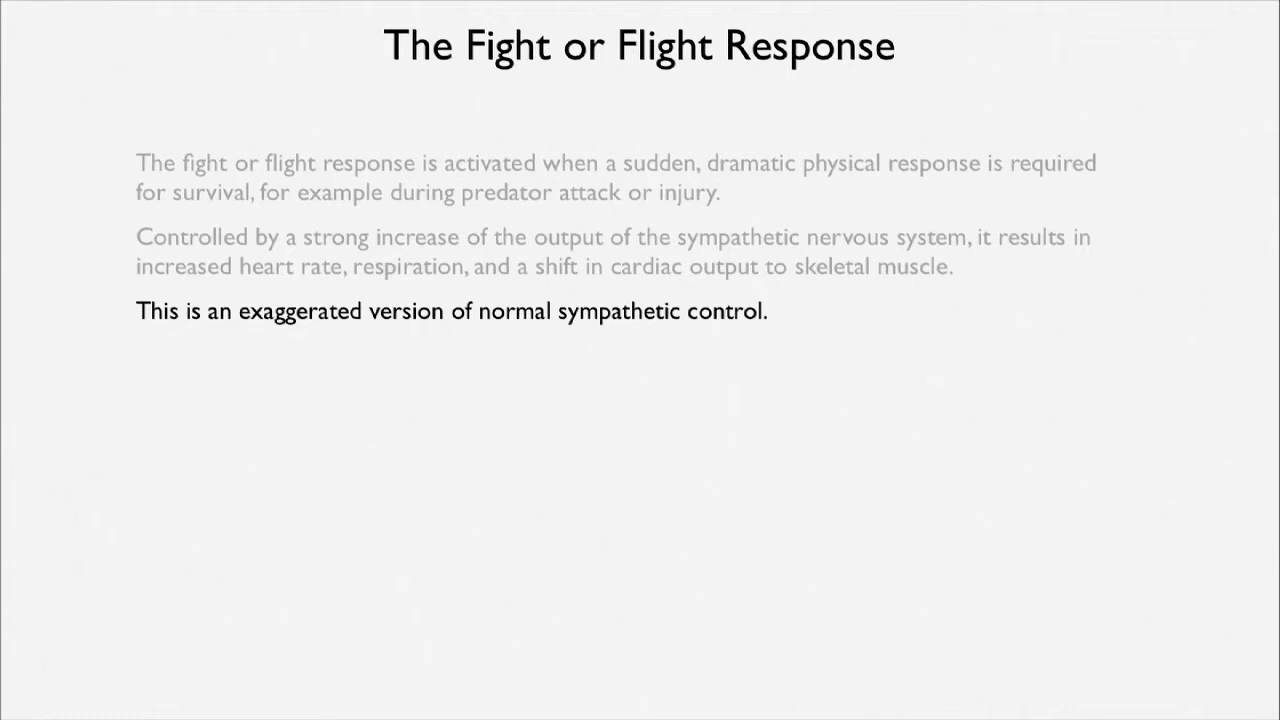 The Fight or Flight Response
The fight or flight response is activated when a sudden, dramatic physical response is required
for survival, for example during predator attack or injury.
Controlled by a strong increase of the output of the sympathetic nervous system, it results in
increased heart rate, respiration, and a shift in cardiac output to skeletal muscle.
This is an exaggerated version of normal sympathetic control.